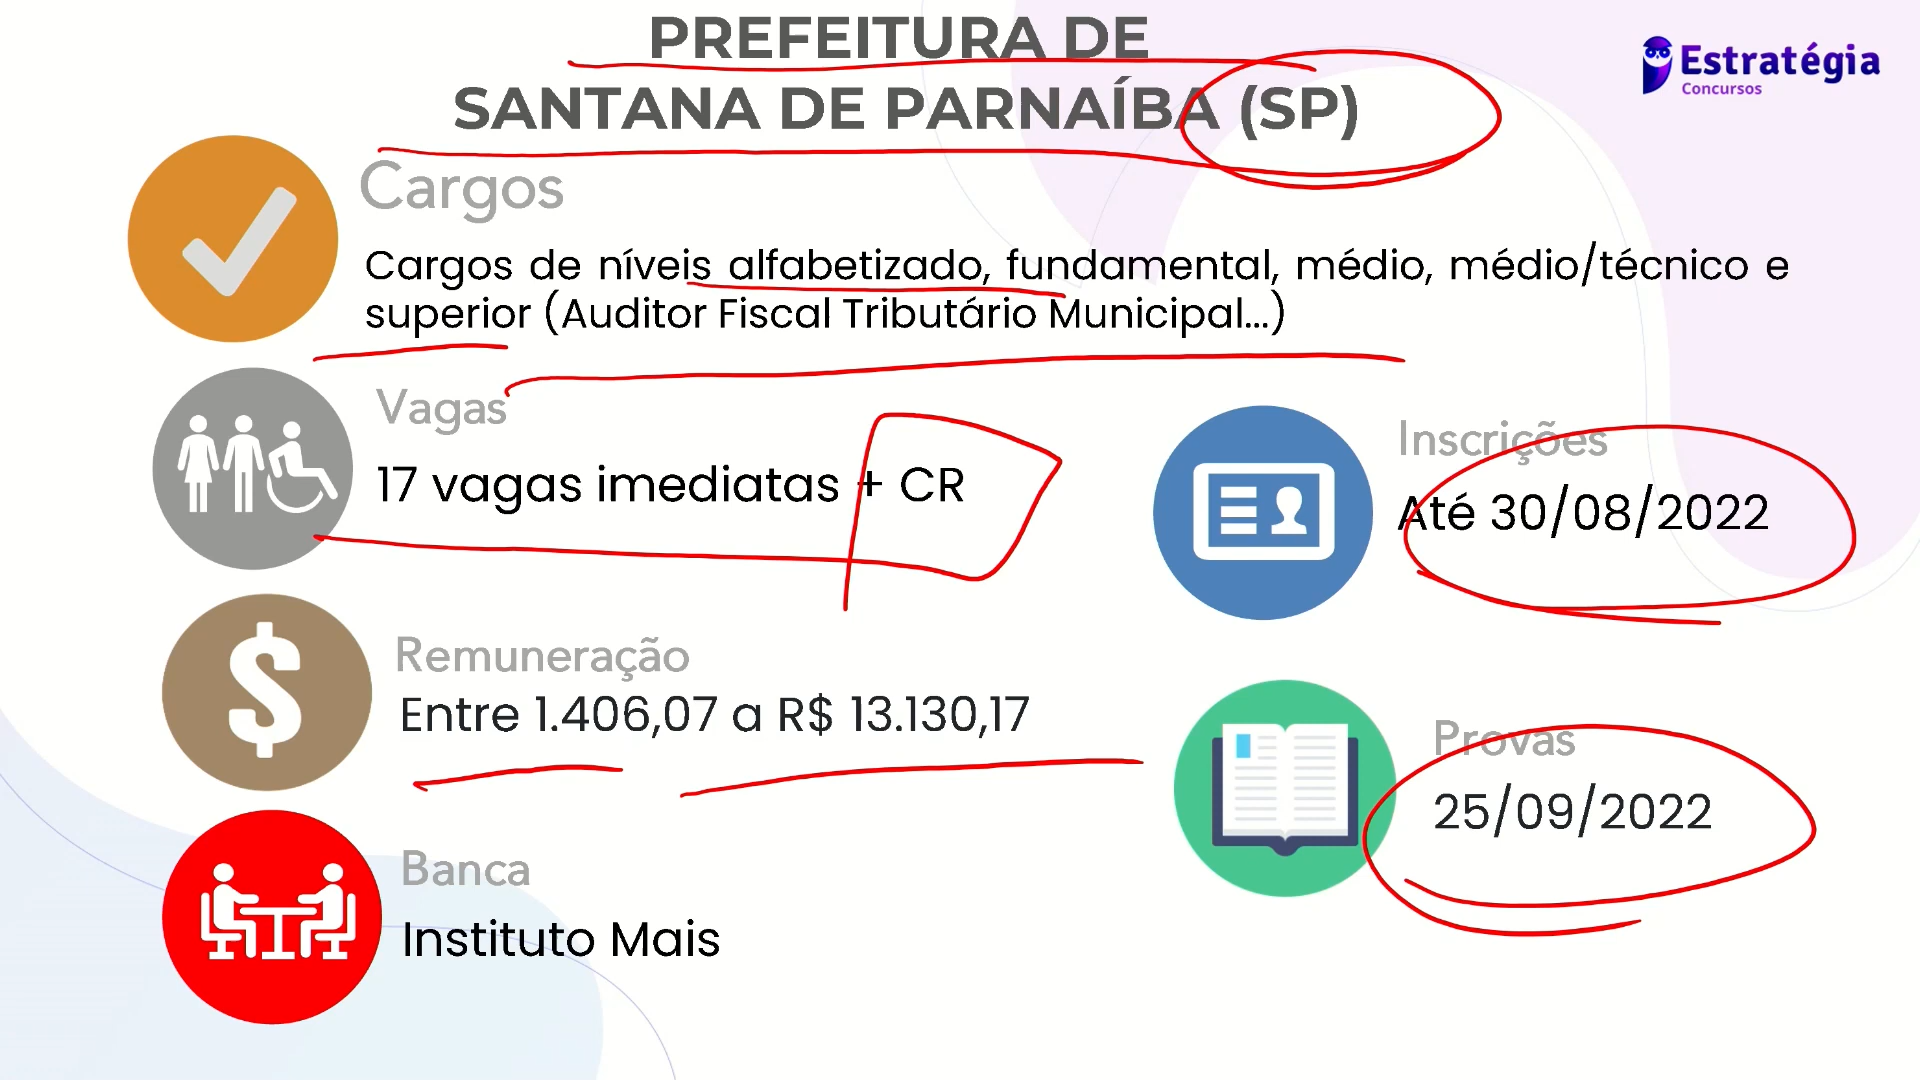 PREFEITURA DE
SANTANA DE PARNAÍBA (SP)
Estratégia
Concursos
Cargos
Cargos de níveis alfabetizado, fundamental, médio, médio/técnico e
superior (Auditor Fiscal Tributário Municipal...)
Vagas
17 vagas imediatas + CR
Inscrições
Até 30/08/2022
Remuneração
Entre 1.406,07 a R$ 13.130,17
Provas
25/09/2022
Banca
Instituto Mais